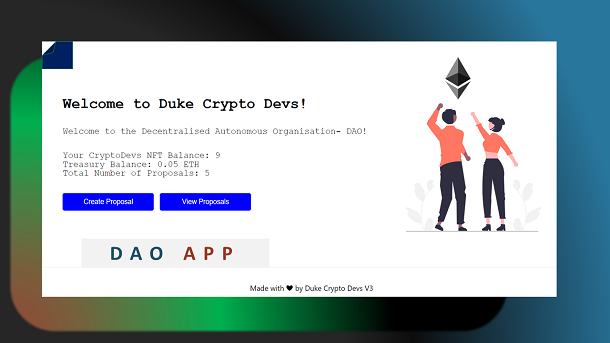 Welcome to Duke Crypto Devs!
Welcome to the Decentralised Autonomous Organisation- DAO!
Your CryptoDevs NFT Balance: 9
Treasury Balance: 0.05 ETH
Total Number of Proposals: 5
Create Proposal View Proposals
DAO APP
Made with ❤ by Duke Crypto Devs V3